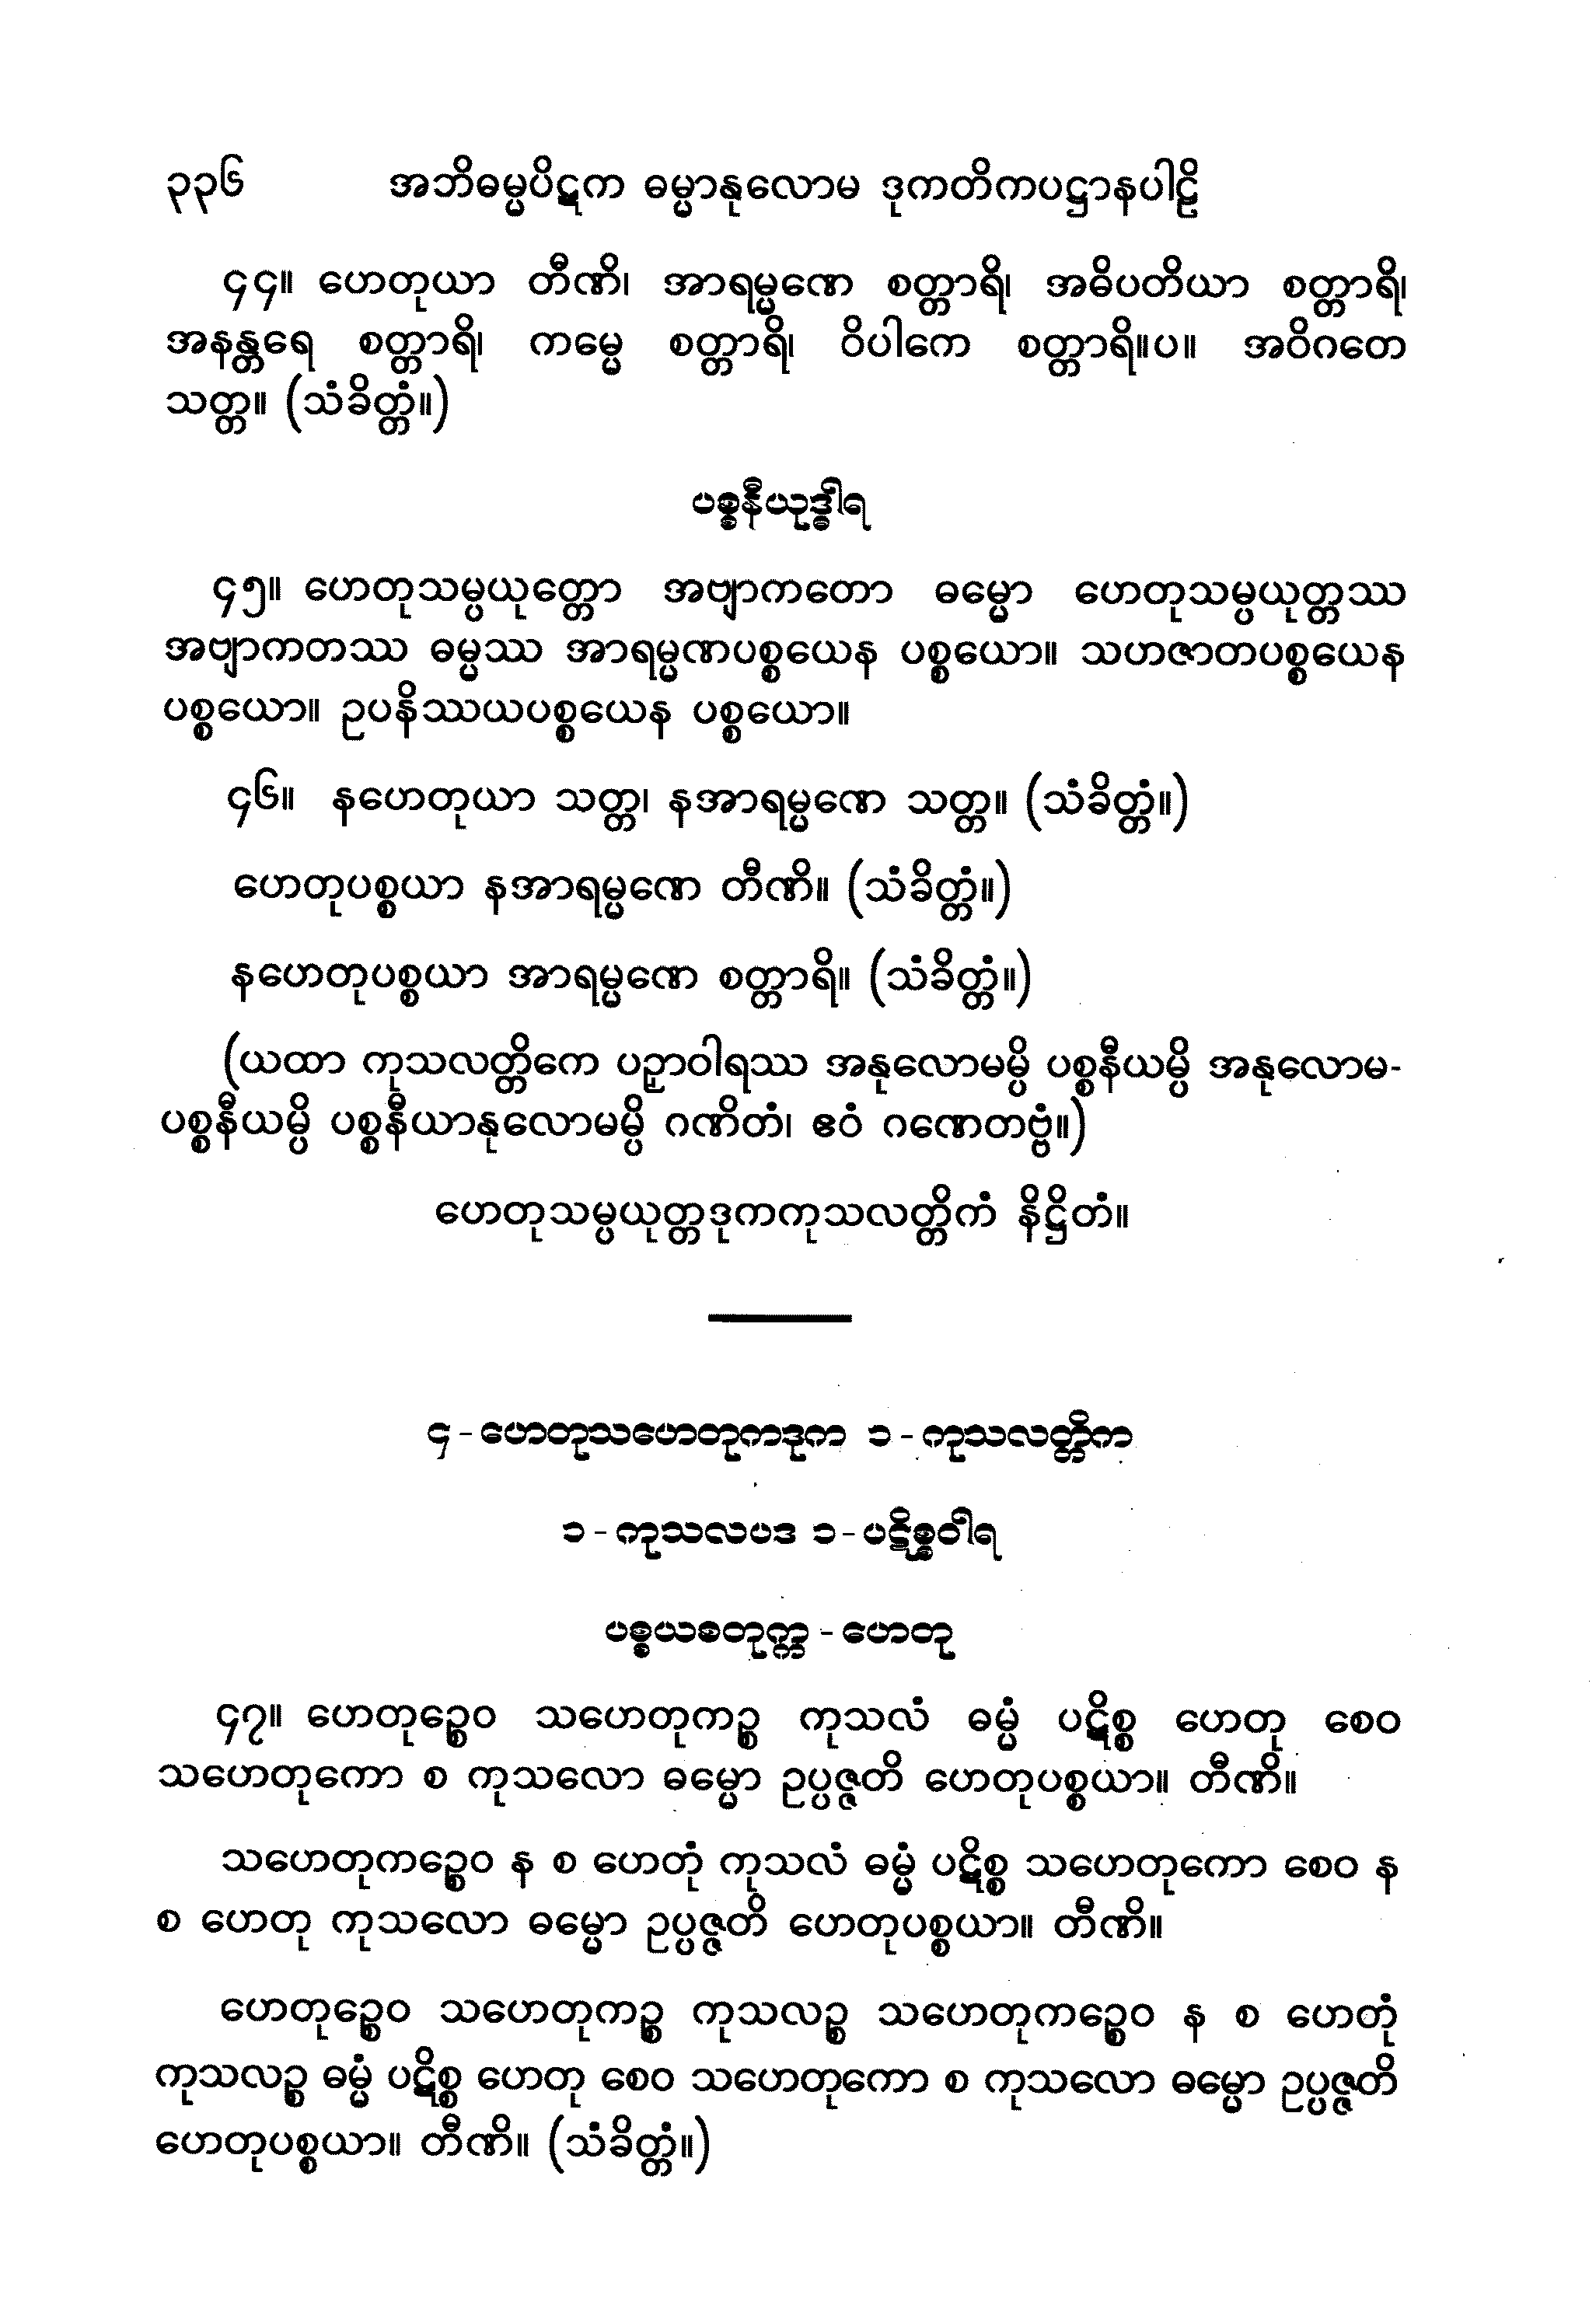 ၃၃၆ အဘိဓမ္မပိဋက ဓမ္မာနုလောမ ဒုကတိကပဋ္ဌာနပါဠိ
၄၄။ ဟေတုယာ တီဏိ၊ အာရမ္မဏေ စတ္တာရိ၊ အဓိပတိယာ စတ္တာရိ၊
အနန္တရေ စတ္တာရိ၊ ကမ္မေ စတ္တာရိ၊ ဝိပါကေ စတ္တာရိ။ပ။ အဝိဂတေ
သတ္တ။ (သံခိတ္တံ။)
ပစ္စနီယုဒ္ဓါရ
၄၅။ ဟေတုသမ္ပယုတ္တော အဗျာကတော ဓမ္မော ဟေတုသမ္ပယုတ္တဿ
အဗျာကတဿ ဓမ္မဿ အာရမ္မဏပစ္စယေန ပစ္စယော။ သဟဇာတပစ္စယေန
ပစ္စယော။ ဥပနိဿယပစ္စယေန ပစ္စယော။
၄၆။ နဟေတုယာ သတ္တ၊ နအာရမ္မဏေ သတ္တ။ (သံခိတ္တံ။)
ဟေတုပစ္စယာ နအာရမ္မဏေ တီဏိ။ (သံခိတ္တံ။)
နဟေတုပစ္စယာ အာရမ္မဏေ စတ္တာရိ။ (သံခိတ္တံ။)
(ယထာ ကုသလတ္တိကေ ပဉှာဝါရဿ အနုလောမမ္ပိ ပစ္စနီယမ္ပိ အနုလောမ-
ပစ္စနီယမ္ပိ ပစ္စနီယာနုလောမမ္ပိ ဂဏိတံ၊ ဧဝံ ဂဏေတဗ္ဗံ။)
ဟေတုသမ္ပယုတ္တဒုကကုသလတ္တိကံ နိဋ္ဌိတံ။
၄-ဟေတုသဟေတုကဒုက ၁-ကုသလတ္တိက
၁-ကုသလပဒ ၁-ပဋိစ္စဝါရ
ပစ္စယစတုက္က-ဟေတု
၄၇။ ဟေတုဉ္စေဝ သဟေတုကဉ္စ ကုသလံ ဓမ္မံ ပဋိစ္စ ဟေတု စေဝ
သဟေတုကော စ ကုသလော ဓမ္မော ဥပ္ပဇ္ဇတိ ဟေတုပစ္စယာ။ တီဏိ။
သဟေတုကဉ္စေဝ န စ ဟေတုံ ကုသလံ ဓမ္မံ ပဋိစ္စ သဟေတုကော စေဝ န
စ ဟေတု ကုသလော ဓမ္မော ဥပ္ပဇ္ဇတိ ဟေတုပစ္စယာ။ တီဏိ။
ဟေတုဉ္စေဝ သဟေတုကဉ္စ ကုသလဉ္စ သဟေတုကဉ္စေဝ န စ ဟေတုံ
ကုသလဉ္စ ဓမ္မံ ပဋိစ္စ ဟေတု စေဝ သဟေတုကော စ ကုသလော ဓမ္မော ဥပ္ပဇ္ဇတိ
ဟေတုပစ္စယာ။ တီဏိ။ (သံခိတ္တံ။)